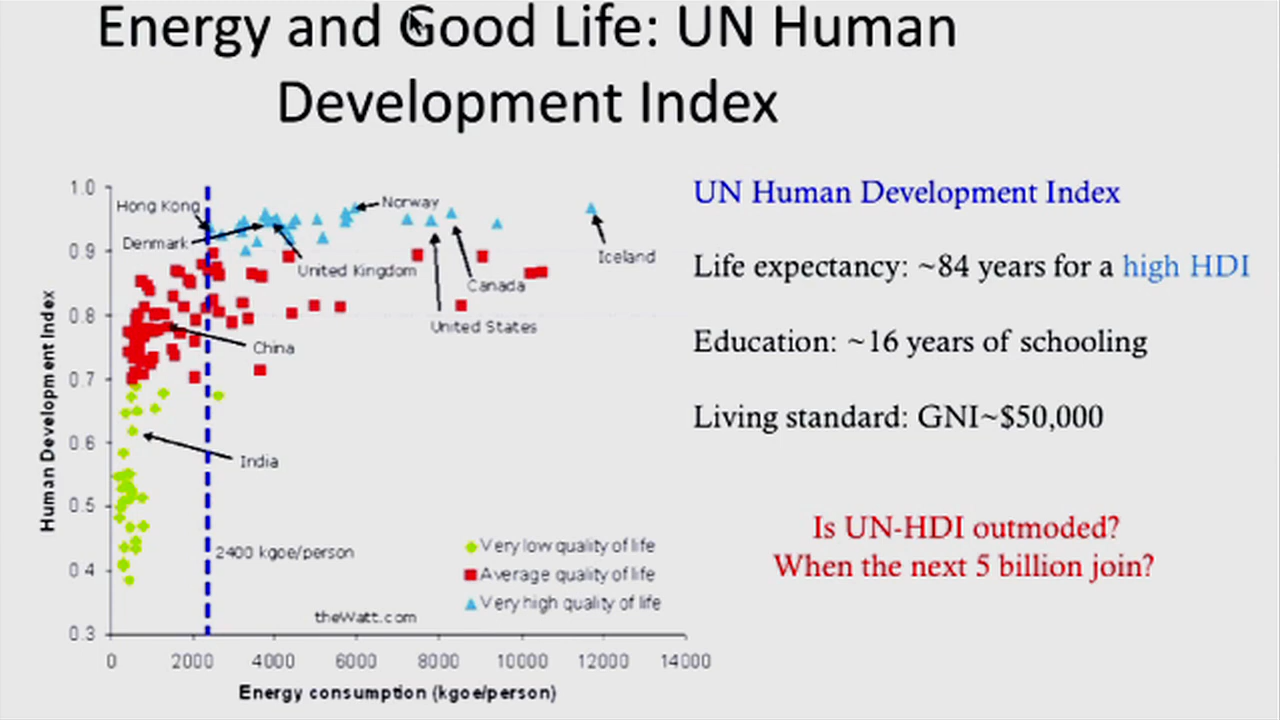 Energy and Good Life: UN Human
Development Index
1.0
0.9
0.8
0.7
0.6
0.5
0.4
0.3
Human Development Index
Hong Kong
Denmark
Norway
United Kingdom
Canada
United States
Iceland
China
India
2400 kgoe/person
Very low quality of life
Average quality of life
Very high quality of life
theWatt.com
0 2000 4000 6000 8000 10000 12000 14000
Energy consumption (kgoe/person)
UN Human Development Index
Life expectancy: ~84 years for a high HDI
Education: ~16 years of schooling
Living standard: GNI~$50,000
Is UN-HDI outmoded?
When the next 5 billion join?